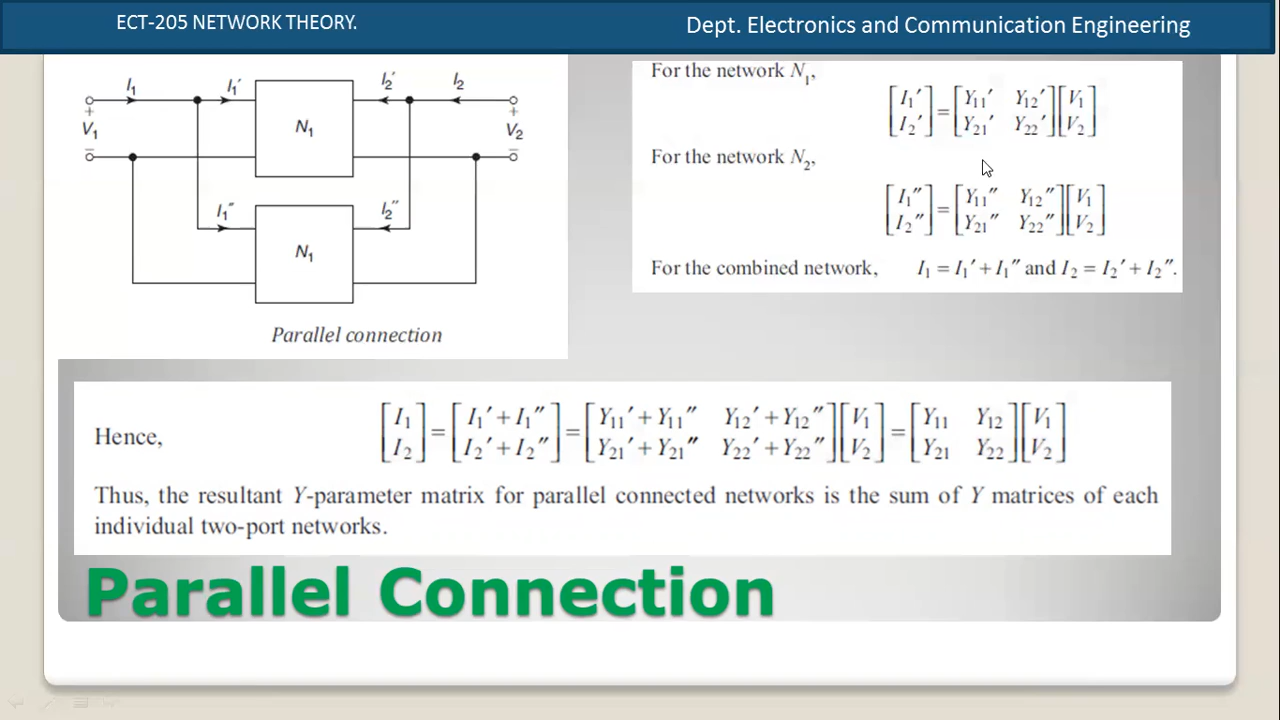 ECT-205 NETWORK THEORY.
Dept. Electronics and Communication Engineering
I₁ I₁′ I₂′ I₂
+ V₁ −
N₁
+ V₂ −
I₁″ I₂″
N₁
Parallel connection
For the network N₁,
[I₁′ I₂′] = [Y₁₁′ Y₁₂′ Y₂₁′ Y₂₂′] [V₁ V₂]
For the network N₂,
[I₁″ I₂″] = [Y₁₁″ Y₁₂″ Y₂₁″ Y₂₂″] [V₁ V₂]
For the combined network, I₁ = I₁′ + I₁″ and I₂ = I₂′ + I₂″.
Hence, [I₁ I₂] = [I₁′ + I₁″ I₂′ + I₂″] = [Y₁₁′ + Y₁₁″ Y₁₂′ + Y₁₂″ Y₂₁′ + Y₂₁″ Y₂₂′ + Y₂₂″] [V₁ V₂] = [Y₁₁ Y₁₂ Y₂₁ Y₂₂] [V₁ V₂]
Thus, the resultant Y-parameter matrix for parallel connected networks is the sum of Y matrices of each
individual two-port networks.
Parallel Connection